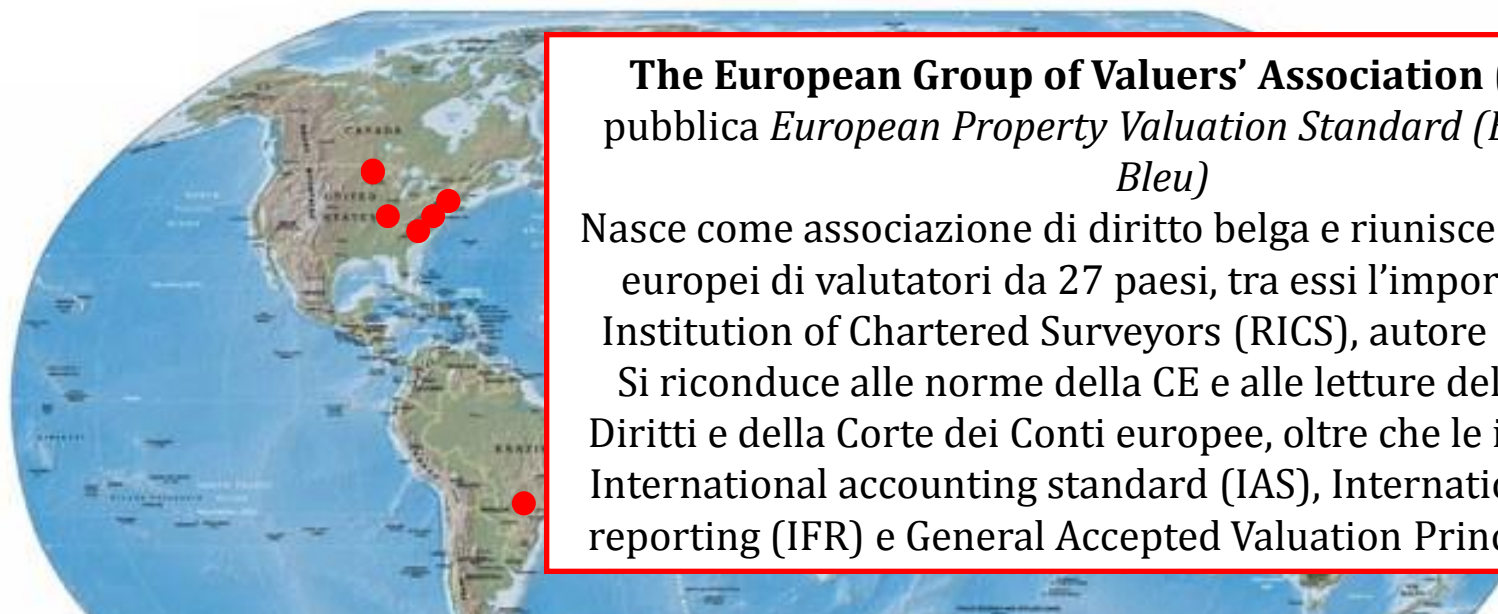 The European Group of Valuers’ Association (
pubblica European Property Valuation Standard (
Bleu)
Nasce come associazione di diritto belga e riunisce
europei di valutatori da 27 paesi, tra essi l’impor
Institution of Chartered Surveyors (RICS), autore
Si riconduce alle norme della CE e alle letture del
Diritti e della Corte dei Conti europee, oltre che le i
International accounting standard (IAS), Internatio
reporting (IFR) e General Accepted Valuation Princ
CANADA
UNITED
STATES